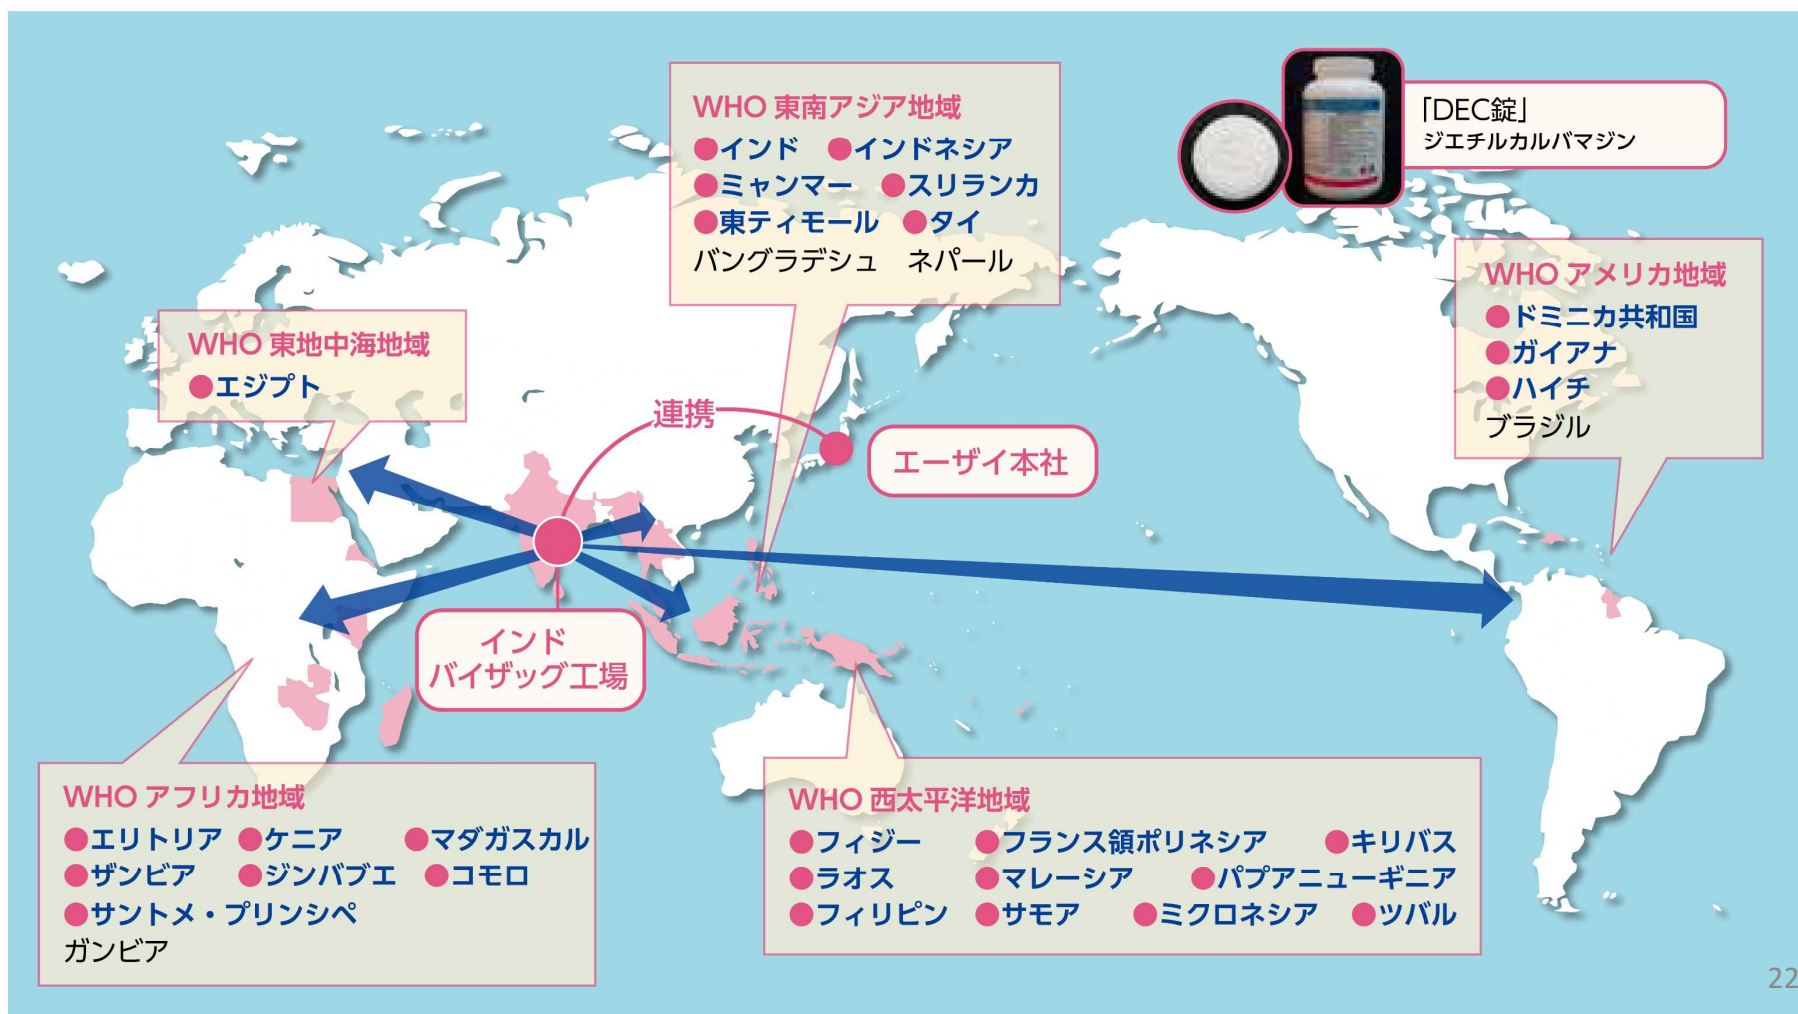 「DEC錠」
ジエチルカルバマジン
WHO 東南アジア地域
●インド ●インドネシア
●ミャンマー ●スリランカ
●東ティモール ●タイ
バングラデシュ ネパール
WHO アメリカ地域
●ドミニカ共和国
●ガイアナ
●ハイチ
ブラジル
WHO 東地中海地域
●エジプト
連携
エーザイ本社
インド
バイザッグ工場
WHO アフリカ地域
●エリトリア ●ケニア ●マダガスカル
●ザンビア ●ジンバブエ ●コモロ
●サントメ・プリンシペ
ガンビア
WHO 西太平洋地域
●フィジー ●フランス領ポリネシア ●キリバス
●ラオス ●マレーシア ●パプアニューギニア
●フィリピン ●サモア ●ミクロネシア ●ツバル
22